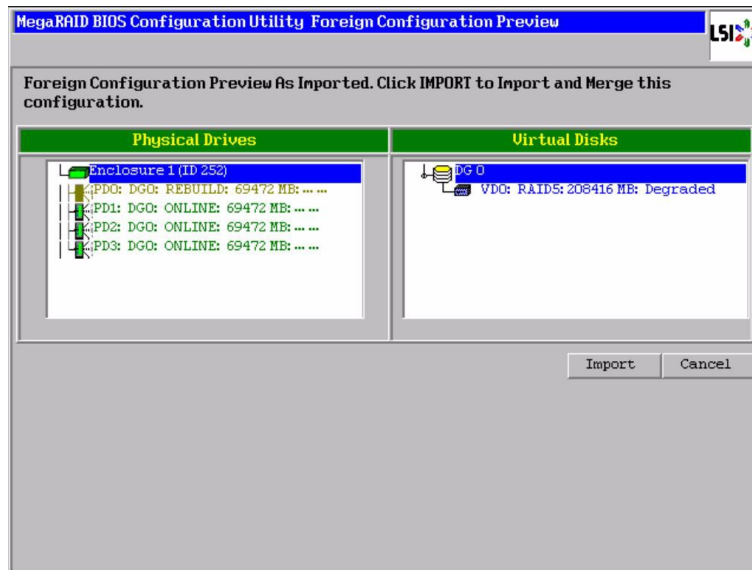 MegaRAID BIOS Configuration Utility Foreign Configuration Preview
LSI
Foreign Configuration Preview As Imported. Click IMPORT to Import and Merge this
configuration.
Physical Drives
Enclosure 1 (ID 252)
PD0: DG0: REBUILD: 69472 MB: ... ...
PD1: DG0: ONLINE: 69472 MB: ... ...
PD2: DG0: ONLINE: 69472 MB: ... ...
PD3: DG0: ONLINE: 69472 MB: ... ...
Virtual Disks
DG 0
VD0: RAID5: 208416 MB: Degraded
Import
Cancel